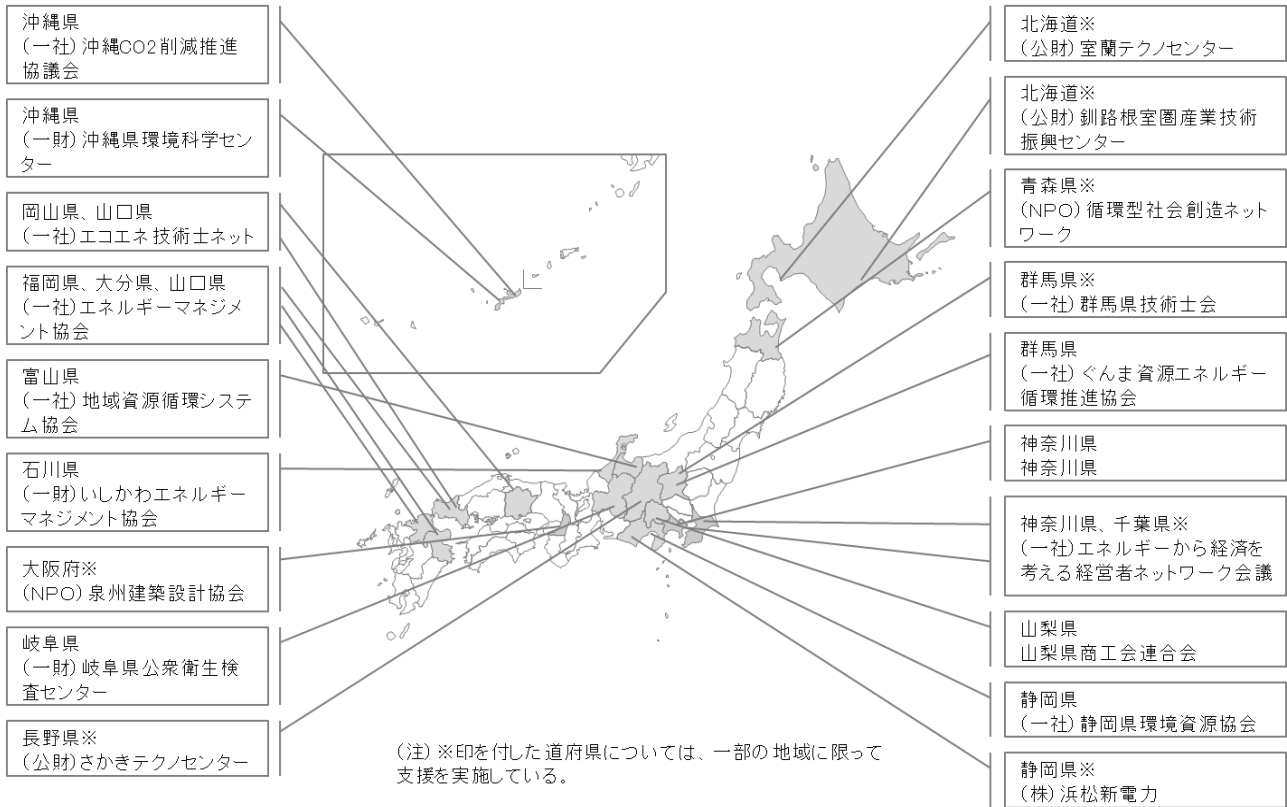 沖縄県
(一社)沖縄CO2削減推進
協議会
沖縄県
(一財)沖縄県環境科学セン
ター
岡山県、山口県
(一社)エコエネ技術士ネット
福岡県、大分県、山口県
(一社)エネルギーマネジメ
ント協会
富山県
(一社)地域資源循環システ
ム協会
石川県
(一財)いしかわエネルギー
マネジメント協会
大阪府※
(NPO)泉州建築設計協会
岐阜県
(一財)岐阜県公衆衛生検
査センター
長野県※
(公財)さかきテクノセンター
北海道※
(公財)室蘭テクノセンター
北海道※
(公財)釧路根室圏産業技術
振興センター
青森県※
(NPO)循環型社会創造ネット
ワーク
群馬県※
(一社)群馬県技術士会
群馬県
(一社)ぐんま資源エネルギー
循環推進協会
神奈川県
神奈川県
神奈川県、千葉県※
(一社)エネルギーから経済を
考える経営者ネットワーク会議
山梨県
山梨県商工会連合会
静岡県
(一社)静岡県環境資源協会
静岡県※
(株)浜松新電力
(注)※印を付した道府県については、一部の地域に限って
支援を実施している。